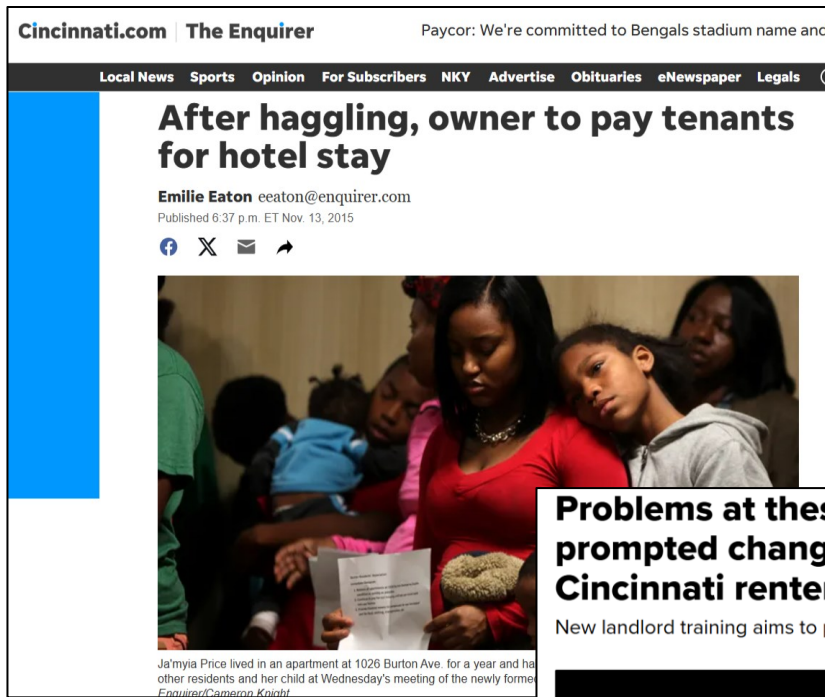 Cincinnati.com | The Enquirer
Paycor: We're committed to Bengals stadium name and
Local News Sports Opinion For Subscribers NKY Advertise Obituaries eNewspaper Legals
After haggling, owner to pay tenants
for hotel stay
Emilie Eaton eeaton@enquirer.com
Published 6:37 p.m. ET Nov. 13, 2015
Ja'myia Price lived in an apartment at 1026 Burton Ave. for a year and ha
other residents and her child at Wednesday's meeting of the newly forme
Enquirer/Cameron Knight
Problems at thes
prompted chang
Cincinnati rente
New landlord training aims to